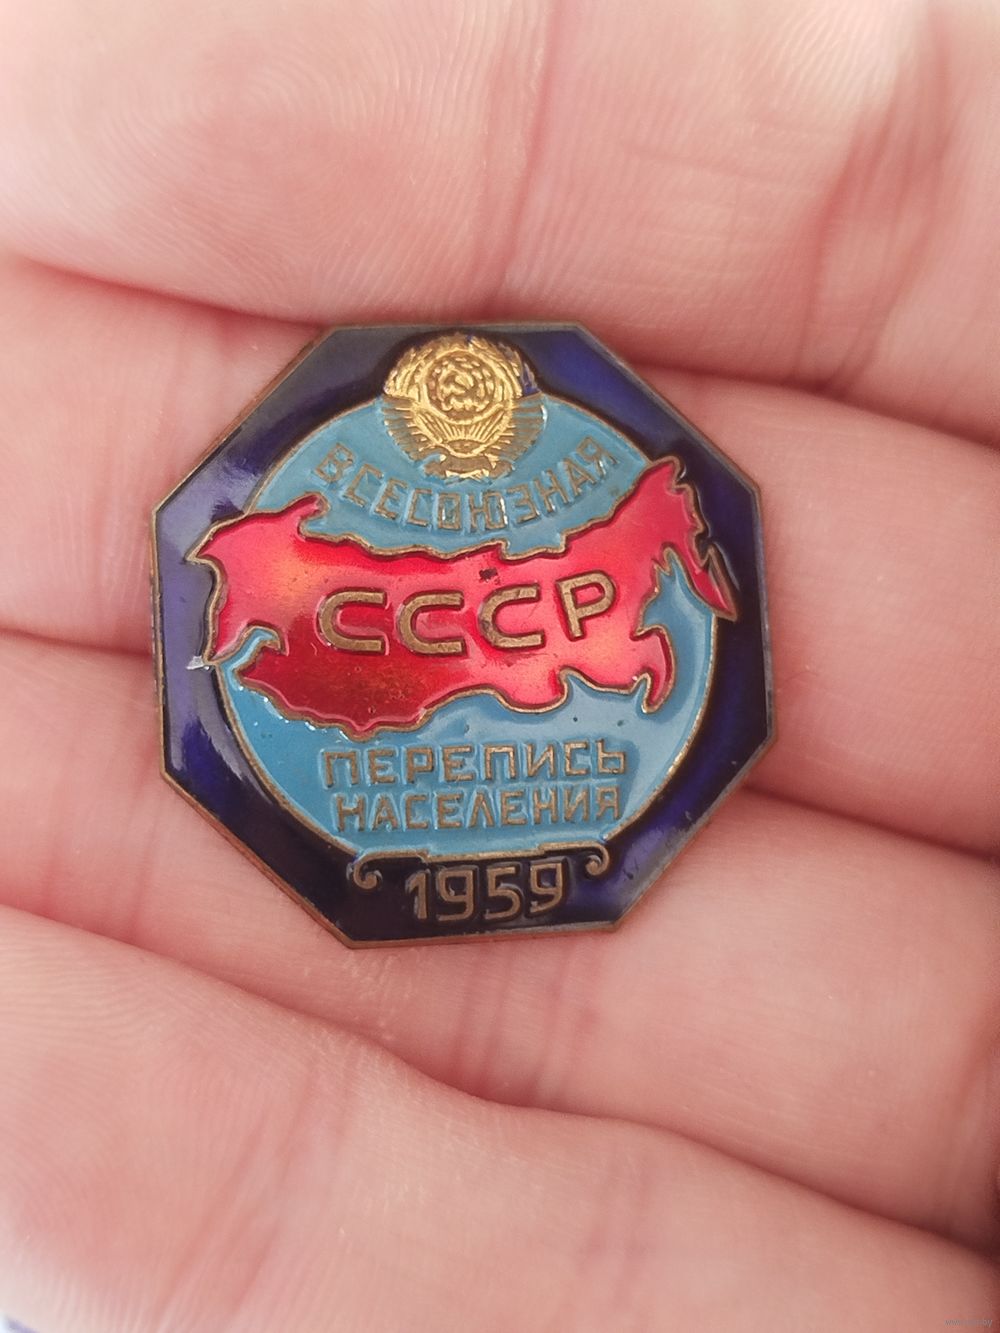 ВСЕСОЮЗНАЯ
СССР
ПЕРЕПИСЬ
НАСЕЛЕНИЯ
1959